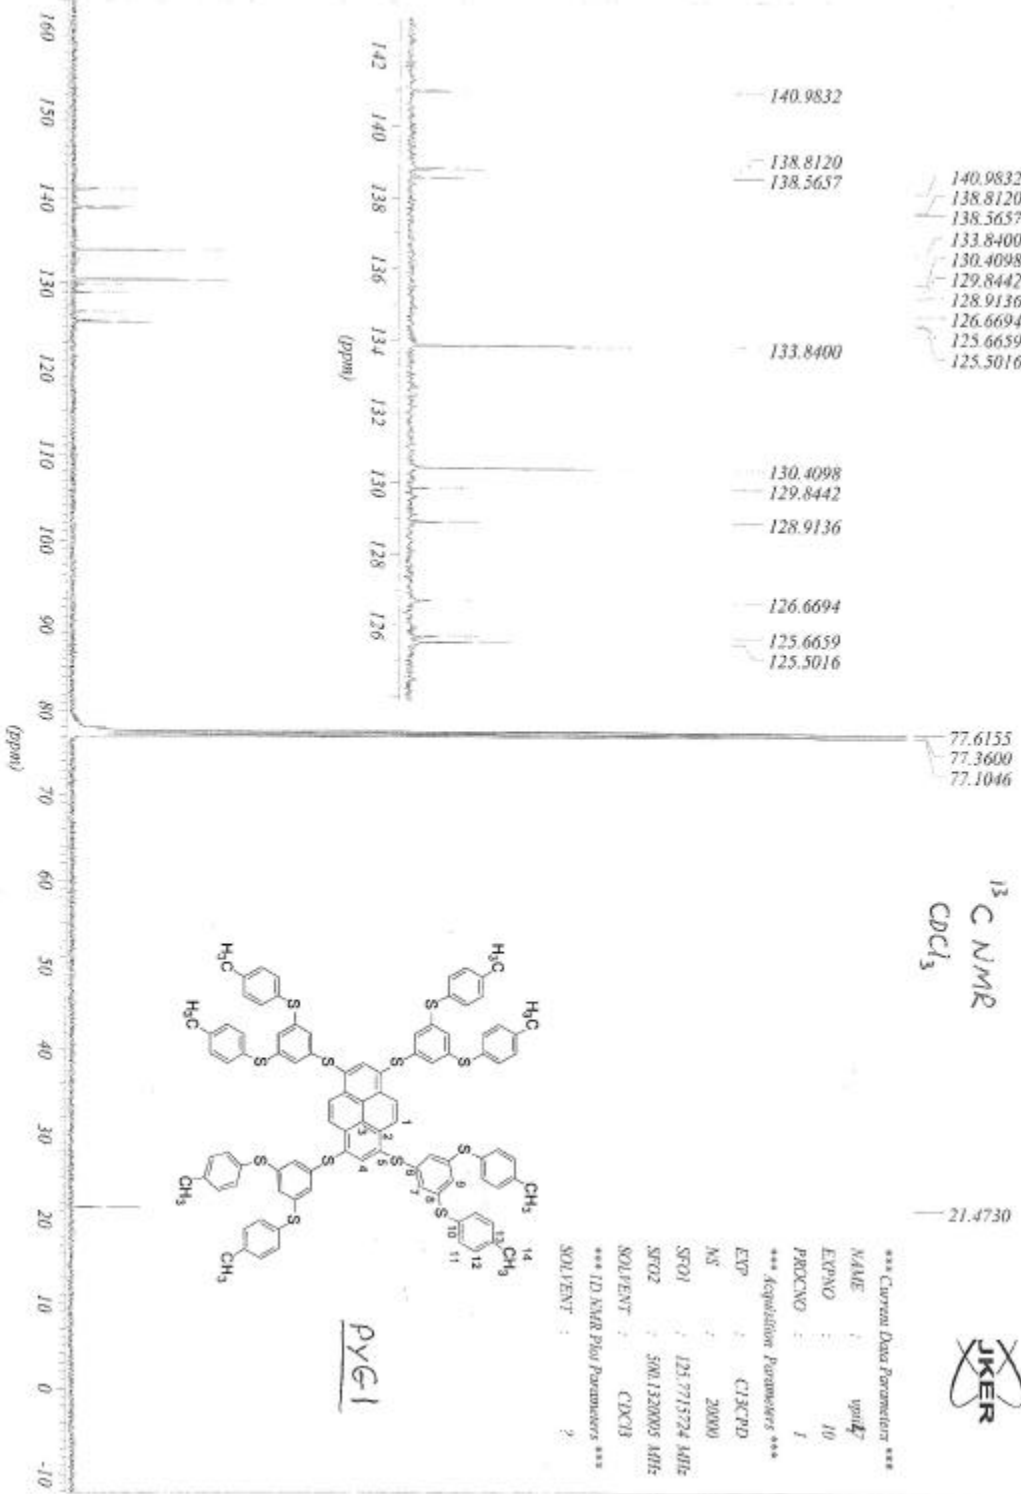 140.9832
138.8120
138.5657
133.8400
130.4098
129.8442
128.9136
126.6694
125.6659
125.5016
77.6155
77.3600
77.1046
21.4730
140.9832
138.8120
138.5657
133.8400
130.4098
129.8442
128.9136
126.6694
125.6659
125.5016
142
140
138
136
134
132
130
128
126
(ppm)
160
150
140
130
120
110
100
90
80
70
60
50
40
30
20
10
0
-10
(ppm)
13C NMR
CDCl3
JKER
*** Current Data Parameters ***
NAME :
EXPNO : 10
PROCNO : 1
*** Acquisition Parameters ***
EXP : C13CPD
NS : 20000
SFO1 : 125.7715724 MHz
SFO2 : 500.1320005 MHz
SOLVENT : CDCl3
*** 1D NMR Plot Parameters ***
SOLVENT : ?
H3C
H3C
H3C
H3C
S
S
S
S
S
S
1
2
3
4
5
S
S
S
S
S
S
6
7
8
9
10
11
12
13
14
CH3
CH3
CH3
CH3
PYG1